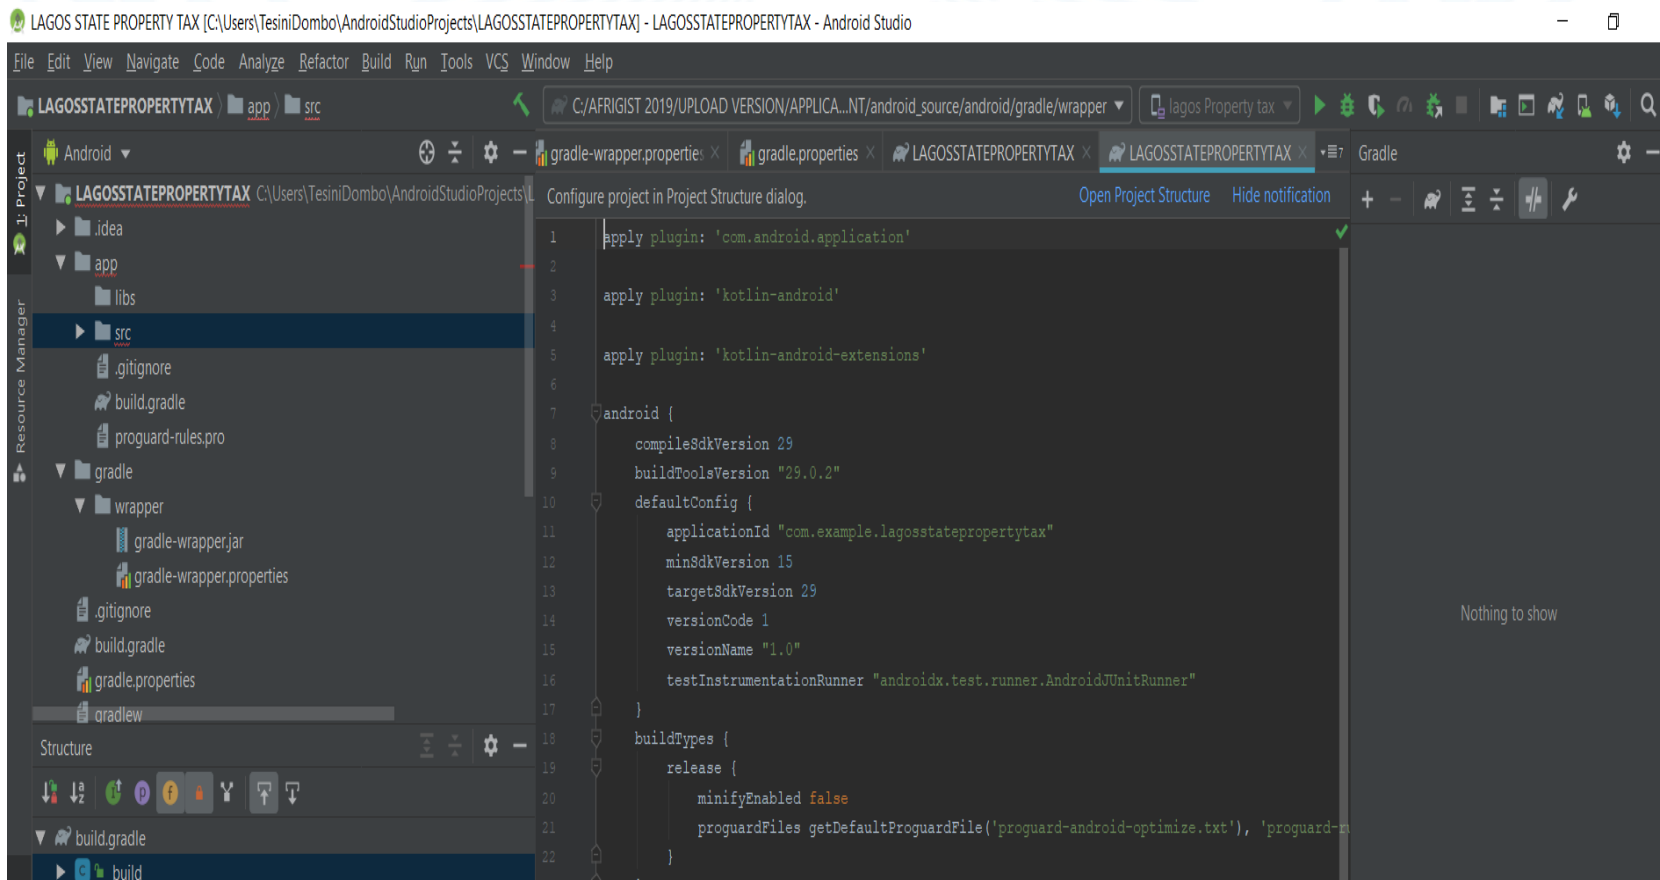 LAGOS STATE PROPERTY TAX [C:\Users\TesiniDombo\AndroidStudioProjects\LAGOSSTATEPROPERTYTAX] - LAGOSSTATEPROPERTYTAX - Android Studio
File Edit View Navigate Code Analyze Refactor Build Run Tools VCS Window Help
LAGOSSTATEPROPERTYTAX app src
C:/AFRIGIST 2019/UPLOAD VERSION/APPLICA...NT/android_source/android/gradle/wrapper
lagos Property tax
1: Project
Resource Manager
Android
LAGOSSTATEPROPERTYTAX C:\Users\TesiniDombo\AndroidStudioProjects\L
.idea
app
libs
src
.gitignore
build.gradle
proguard-rules.pro
gradle
wrapper
gradle-wrapper.jar
gradle-wrapper.properties
.gitignore
build.gradle
gradle.properties
gradlew
Structure
build.gradle
build
gradle-wrapper.properties gradle.properties LAGOSSTATEPROPERTYTAX LAGOSSTATEPROPERTYTAX 7
Configure project in Project Structure dialog. Open Project Structure Hide notification
1 apply plugin: 'com.android.application'
2
3 apply plugin: 'kotlin-android'
4
5 apply plugin: 'kotlin-android-extensions'
6
7 android {
8 compileSdkVersion 29
9 buildToolsVersion "29.0.2"
10 defaultConfig {
11 applicationId "com.example.lagosstatepropertytax"
12 minSdkVersion 15
13 targetSdkVersion 29
14 versionCode 1
15 versionName "1.0"
16 testInstrumentationRunner "androidx.test.runner.AndroidJUnitRunner"
17 }
18 buildTypes {
19 release {
20 minifyEnabled false
21 proguardFiles getDefaultProguardFile('proguard-android-optimize.txt'), 'proguard-ru
22 }
Gradle
Nothing to show